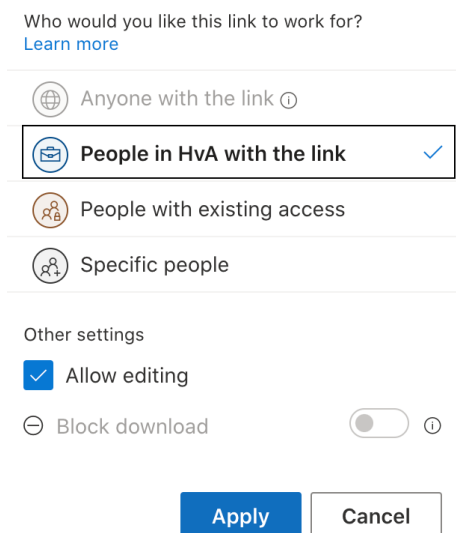 Who would you like this link to work for?
Learn more
Anyone with the link
People in HvA with the link
People with existing access
Specific people
Other settings
Allow editing
Block download
Apply
Cancel